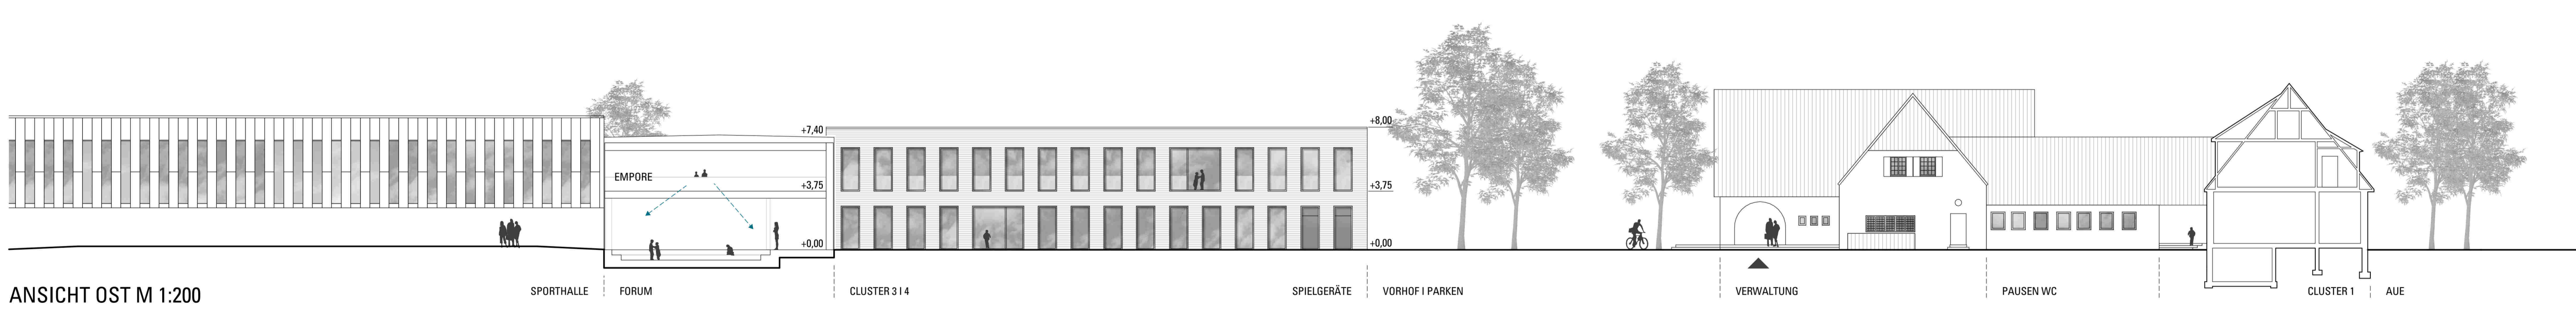 +7,40
+8,00
EMPORE
+3,75
+3,75
+0,00
+0,00
ANSICHT OST M 1:200
SPORTHALLE
FORUM
CLUSTER 3 I 4
SPIELGERÄTE
VORHOF I PARKEN
VERWALTUNG
PAUSEN WC
CLUSTER 1
AUE